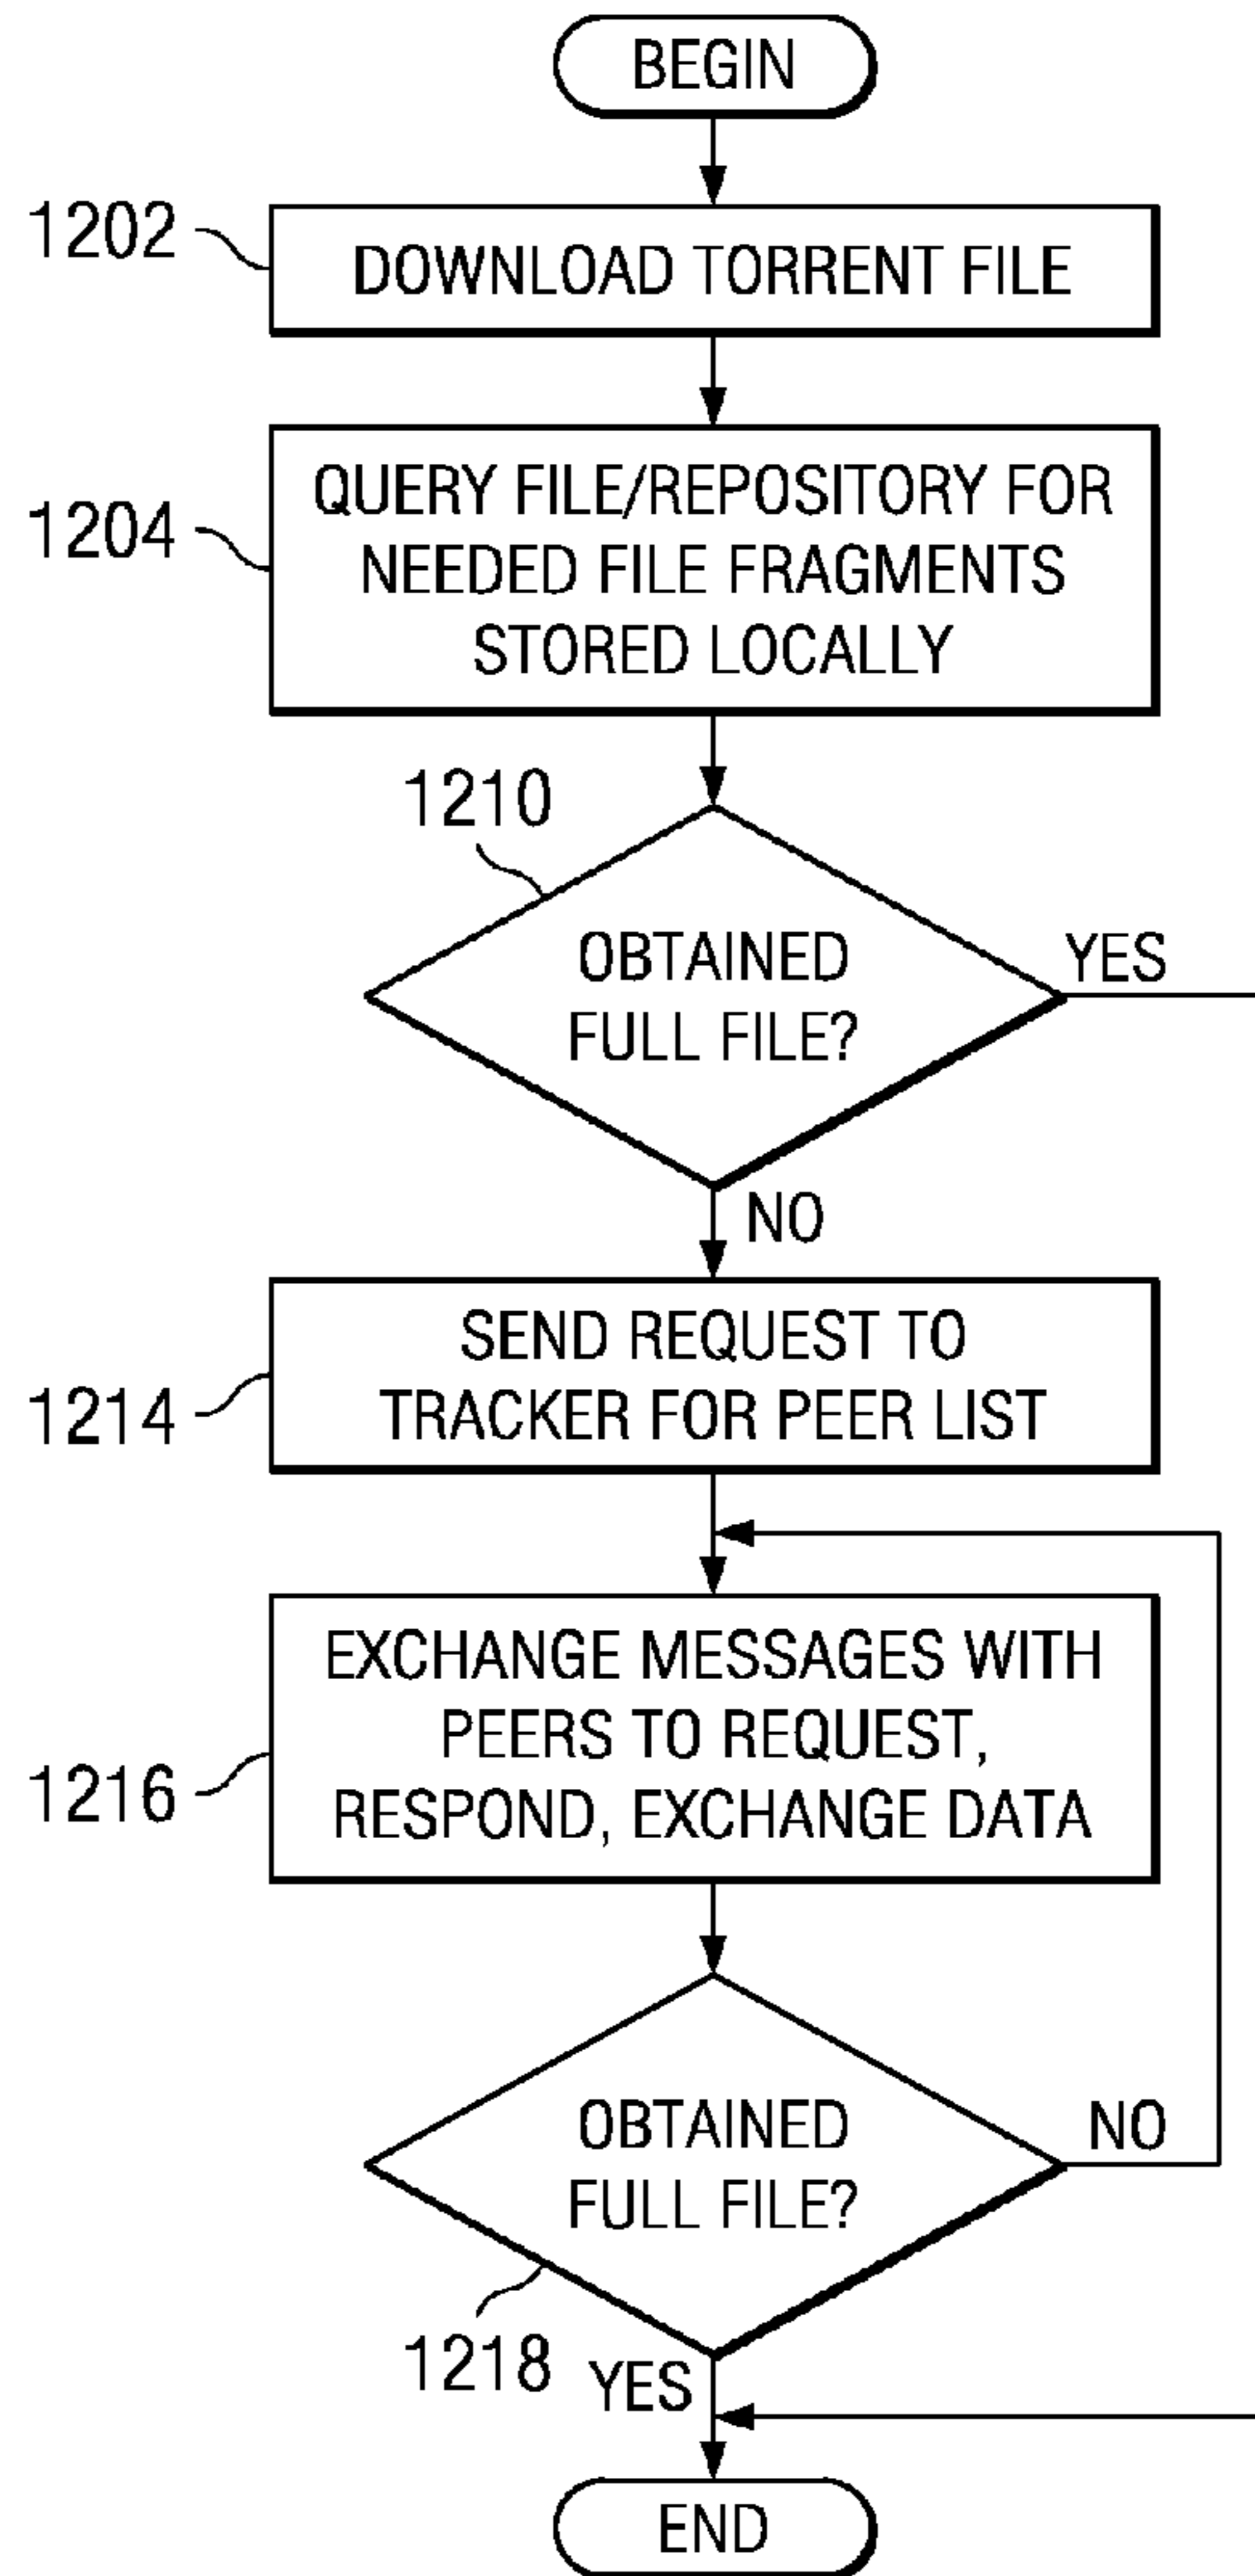 BEGIN
1202
DOWNLOAD TORRENT FILE
1204
QUERY FILE/REPOSITORY FOR
NEEDED FILE FRAGMENTS
STORED LOCALLY
1210
OBTAINED
FULL FILE?
YES
NO
1214
SEND REQUEST TO
TRACKER FOR PEER LIST
1216
EXCHANGE MESSAGES WITH
PEERS TO REQUEST,
RESPOND, EXCHANGE DATA
OBTAINED
FULL FILE?
NO
1218
YES
END